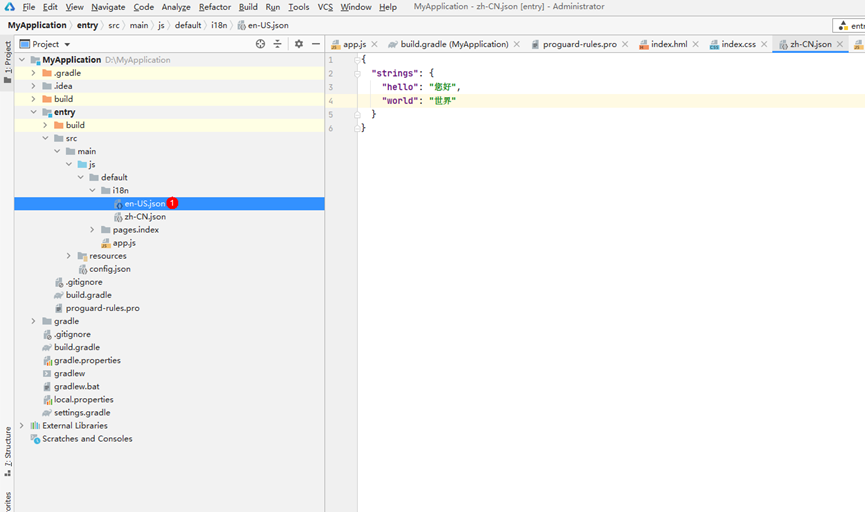 File Edit View Navigate Code Analyze Refactor Build Run Tools VCS Window Help MyApplication - zh-CN.json [entry] - Administrator
MyApplication entry src main js default i18n en-US.json
Project
app.js build.gradle (MyApplication) proguard-rules.pro index.hml index.css zh-CN.json
1: Project
MyApplication D:\MyApplication
.gradle
.idea
build
entry
build
src
main
js
default
i18n
en-US.json 1
zh-CN.json
pages.index
app.js
resources
config.json
.gitignore
build.gradle
proguard-rules.pro
gradle
.gitignore
build.gradle
gradle.properties
gradlew
gradlew.bat
local.properties
settings.gradle
External Libraries
Scratches and Consoles
7: Structure
1 {
2 "strings": {
3 "hello": "您好",
4 "world": "世界"
5 }
6 }